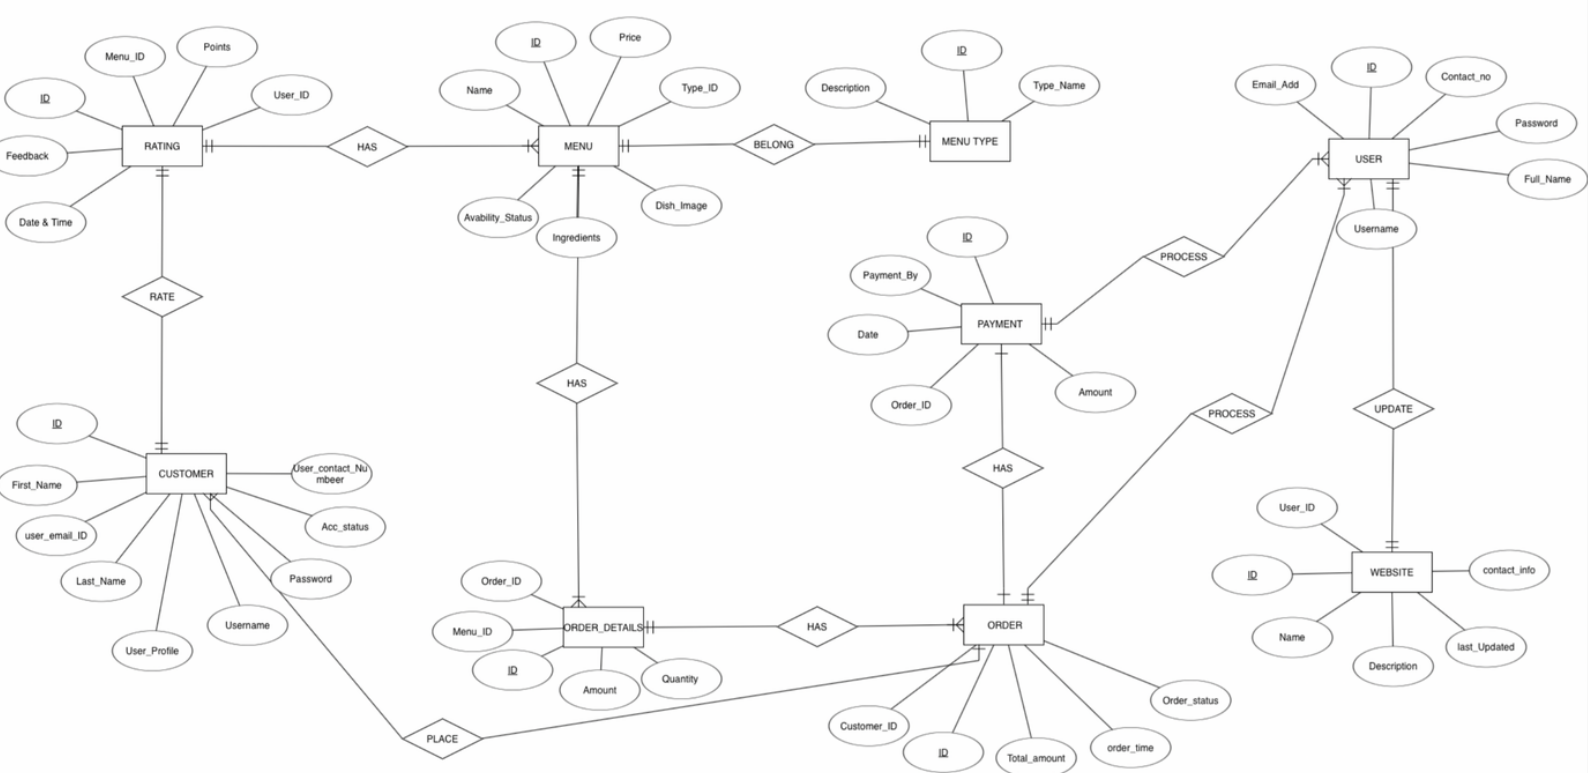 ID
Price
Menu_ID
Points
Name
Type_ID
ID
User_ID
Feedback
RATING
HAS
MENU
BELONG
Date & Time
Avability_Status
Dish_Image
Ingredients
ID
Description
Type_Name
MENU TYPE
ID
Email_Add
Contact_no
Password
USER
Full_Name
Username
RATE
HAS
ID
Payment_By
PROCESS
Date
PAYMENT
Order_ID
Amount
HAS
PROCESS
UPDATE
ID
CUSTOMER
User_contact_Nu
mbeer
First_Name
Acc_status
user_email_ID
Last_Name
Password
Username
User_Profile
Order_ID
Menu_ID
ORDER_DETAILS
HAS
ORDER
ID
Amount
Quantity
PLACE
Customer_ID
ID
Total_amount
order_time
Order_status
User_ID
ID
WEBSITE
contact_info
Name
Description
last_Updated